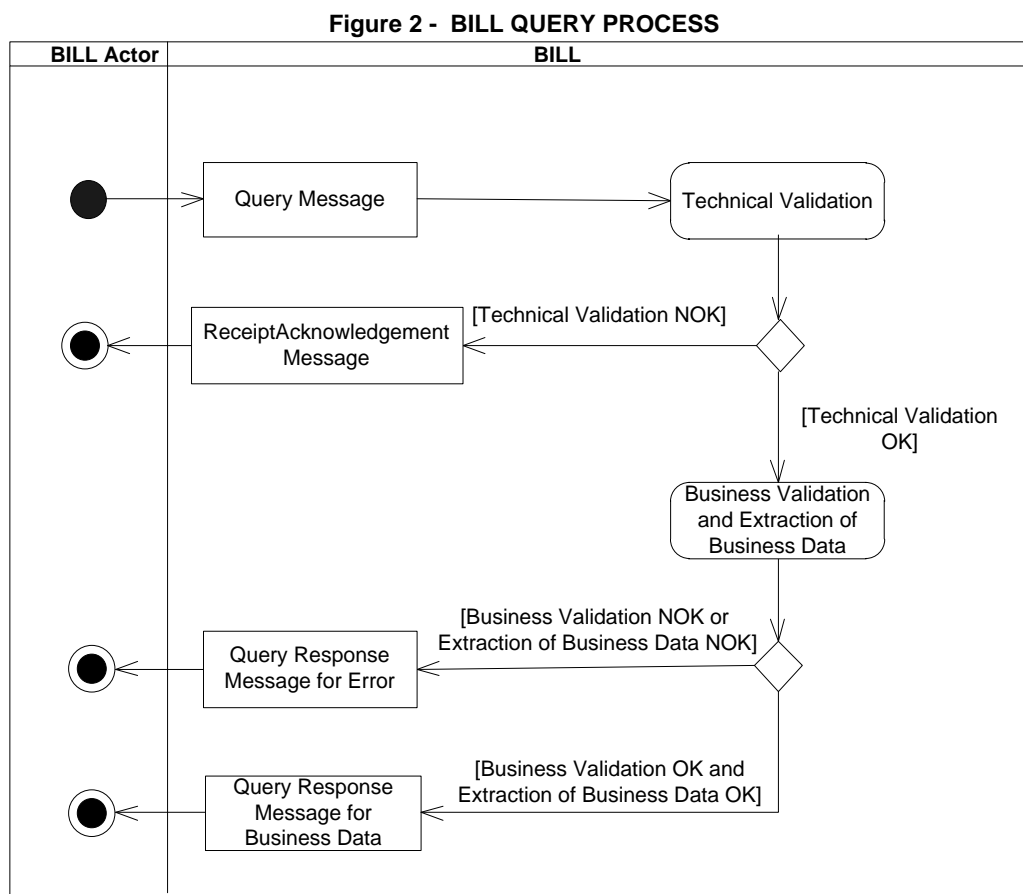 Figure 2 - BILL QUERY PROCESS
BILL Actor
BILL
Query Message
Technical Validation
[Technical Validation NOK]
ReceiptAcknowledgement
Message
[Technical Validation
OK]
Business Validation
and Extraction of
Business Data
[Business Validation NOK or
Extraction of Business Data NOK]
Query Response
Message for Error
[Business Validation OK and
Extraction of Business Data OK]
Query Response
Message for
Business Data